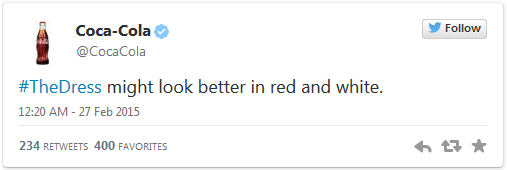 Coca-Cola
@CocaCola
Follow
#TheDress might look better in red and white.
12:20 AM - 27 Feb 2015
234 RETWEETS 400 FAVORITES